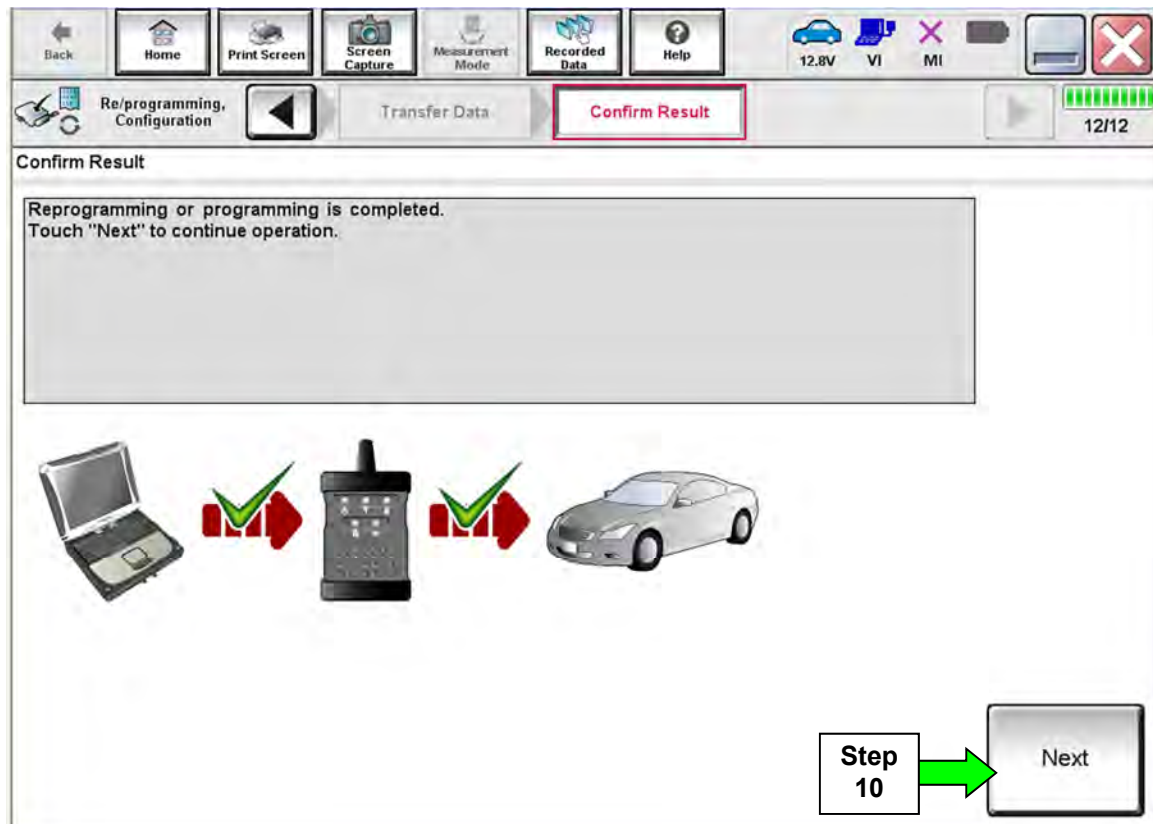 Back
Home
Print Screen
Screen
Capture
Measurement
Mode
Recorded
Data
Help
12.8V
VI
MI
Re/programming,
Configuration
Transfer Data
Confirm Result
12/12
Confirm Result
Reprogramming or programming is completed.
Touch "Next" to continue operation.
Step
10
Next